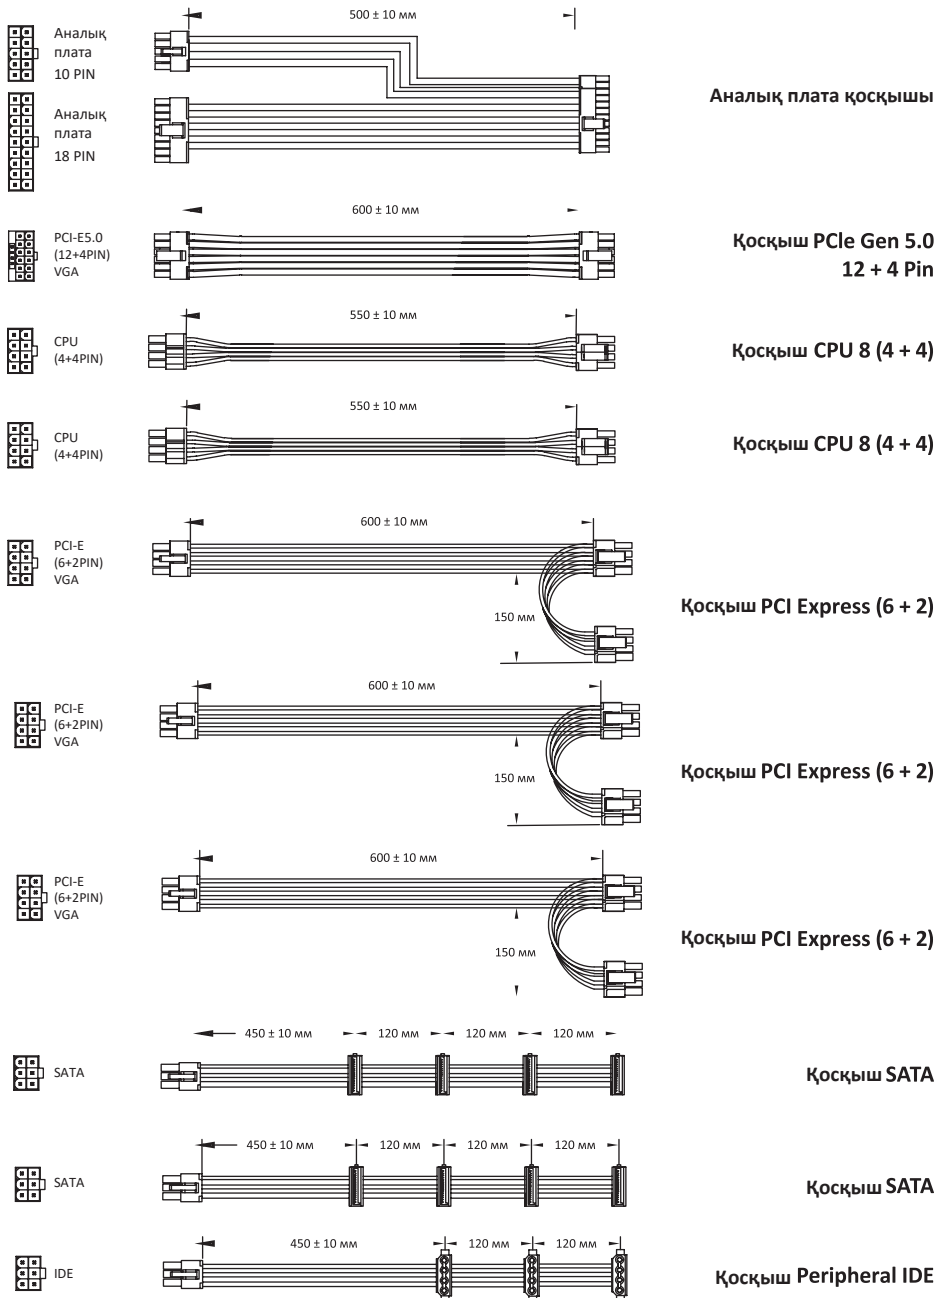 500 ± 10 мм
Аналық
плата
10 PIN
Аналық
плата
18 PIN
Аналық плата қосқышы
600 ± 10 мм
PCI-E5.0
(12+4PIN)
VGA
Қосқыш PCle Gen 5.0
12 + 4 Pin
550 ± 10 мм
CPU
(4+4PIN)
Қосқыш CPU 8 (4 + 4)
550 ± 10 мм
CPU
(4+4PIN)
Қосқыш CPU 8 (4 + 4)
600 ± 10 мм
PCI-E
(6+2PIN)
VGA
150 мм
Қосқыш PCI Express (6 + 2)
600 ± 10 мм
PCI-E
(6+2PIN)
VGA
150 мм
Қосқыш PCI Express (6 + 2)
600 ± 10 мм
PCI-E
(6+2PIN)
VGA
150 мм
Қосқыш PCI Express (6 + 2)
450 ± 10 мм 120 мм 120 мм 120 мм
SATA
Қосқыш SATA
450 ± 10 мм 120 мм 120 мм 120 мм
SATA
Қосқыш SATA
450 ± 10 мм 120 мм 120 мм
IDE
Қосқыш Peripheral IDE